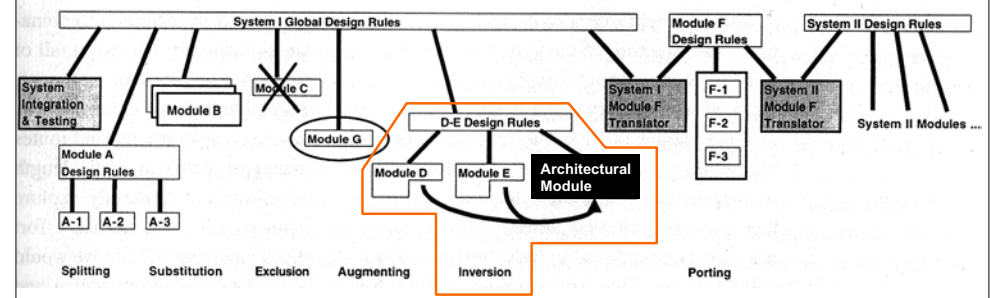 System I Global Design Rules
Module F
Design Rules
System II Design Rules
System
Integration
& Testing
Module B
Module C
Module G
D-E Design Rules
System I
Module F
Translator
F-1
F-2
F-3
System II
Module F
Translator
System II Modules ....
Module A
Design Rules
Module D
Module E
Architectural
Module
A-1
A-2
A-3
Splitting
Substitution
Exclusion
Augmenting
Inversion
Porting